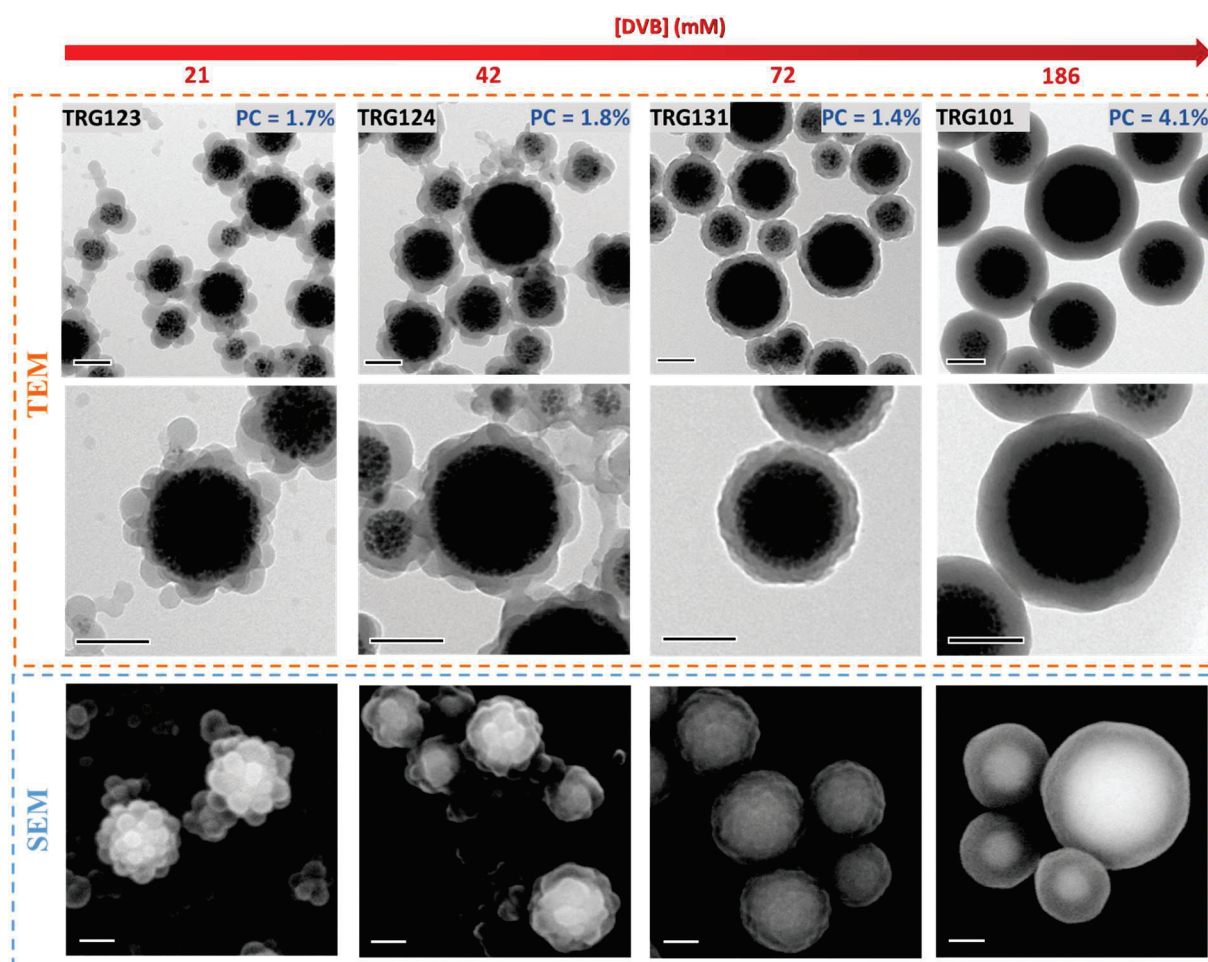 [DVB] (mM)
21 42 72 186
TRG123 PC = 1.7% TRG124 PC = 1.8% TRG131 PC = 1.4% TRG101 PC = 4.1%
TEM
SEM